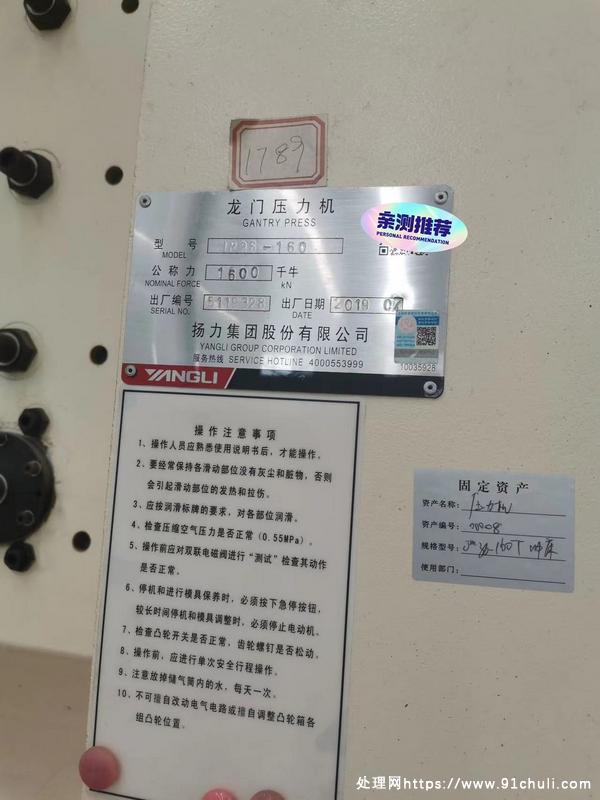 1789
龙门压力机
GANTRY PRESS
亲测推荐
PERSONAL RECOMMENDATION
型号
MODEL
-160
公称力 1600 千牛
NOMINAL FORCE kN
出厂编号 5119328 出厂日期 2019.07
SERIAL NO. DATE
扬力集团股份有限公司
YANGLI GROUP CORPORATION LIMITED
服务热线 SERVICE HOTLINE 4000553999
10035928
YANGLI
操作注意事项
1、操作人员应熟悉使用说明书后，才能操作。
2、要经常保持各滑动部位没有灰尘和脏物，否则
会引起滑动部位的发热和拉伤。
3、应按润滑标牌的要求，对各部位润滑。
4、检查压缩空气压力是否正常（0.55MPa）。
5、操作前应对双联电磁阀进行“测试”检查其动作
是否正常。
6、停机和进行模具保养时，必须按下急停按钮，
较长时间停机和模具调整时，必须停止电动机。
7、检查凸轮开关是否正常，齿轮螺钉是否松动。
8、操作前，应进行单次安全行程操作。
9、注意放掉储气筒内的水，每天一次。
10、不可擅自改动电气电路或擅自调整凸轮箱各
组凸轮位置。
固定资产
资产名称：压力机
资产编号：
规格型号：160T 冲床
使用部门：
处理网https://www.91chuli.com